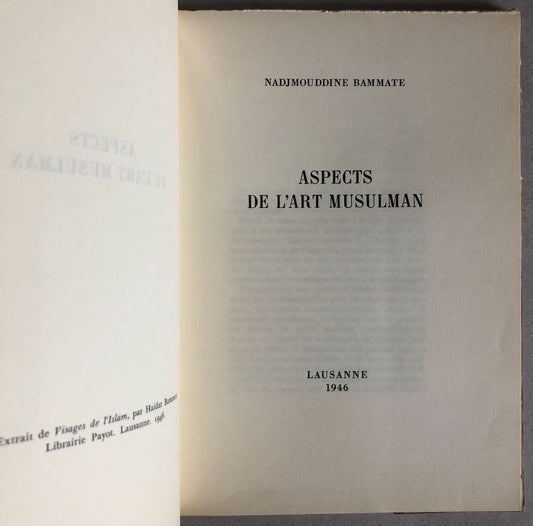 Extrait de Visages de l'Islam, par Haïdar Bammate
Librairie Payot. Lausanne. 1946.
NADJMOUDDINE BAMMATE
ASPECTS
DE L'ART MUSULMAN
LAUSANNE
1946